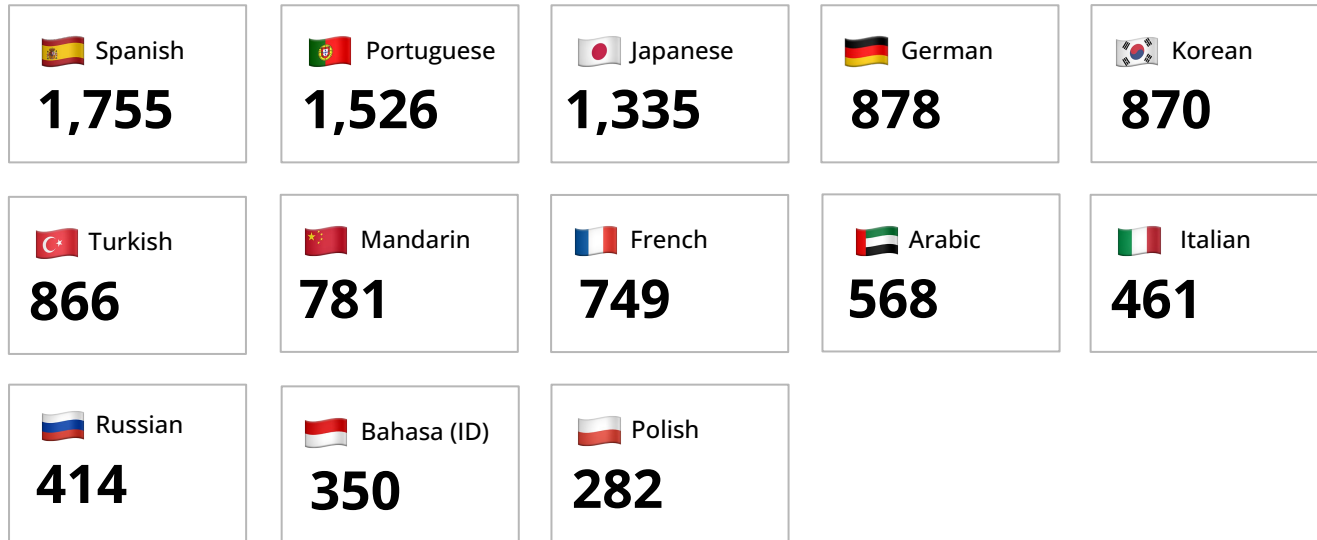 Spanish
1,755
Portuguese
1,526
Japanese
1,335
German
878
Korean
870
Turkish
866
Mandarin
781
French
749
Arabic
568
Italian
461
Russian
414
Bahasa (ID)
350
Polish
282